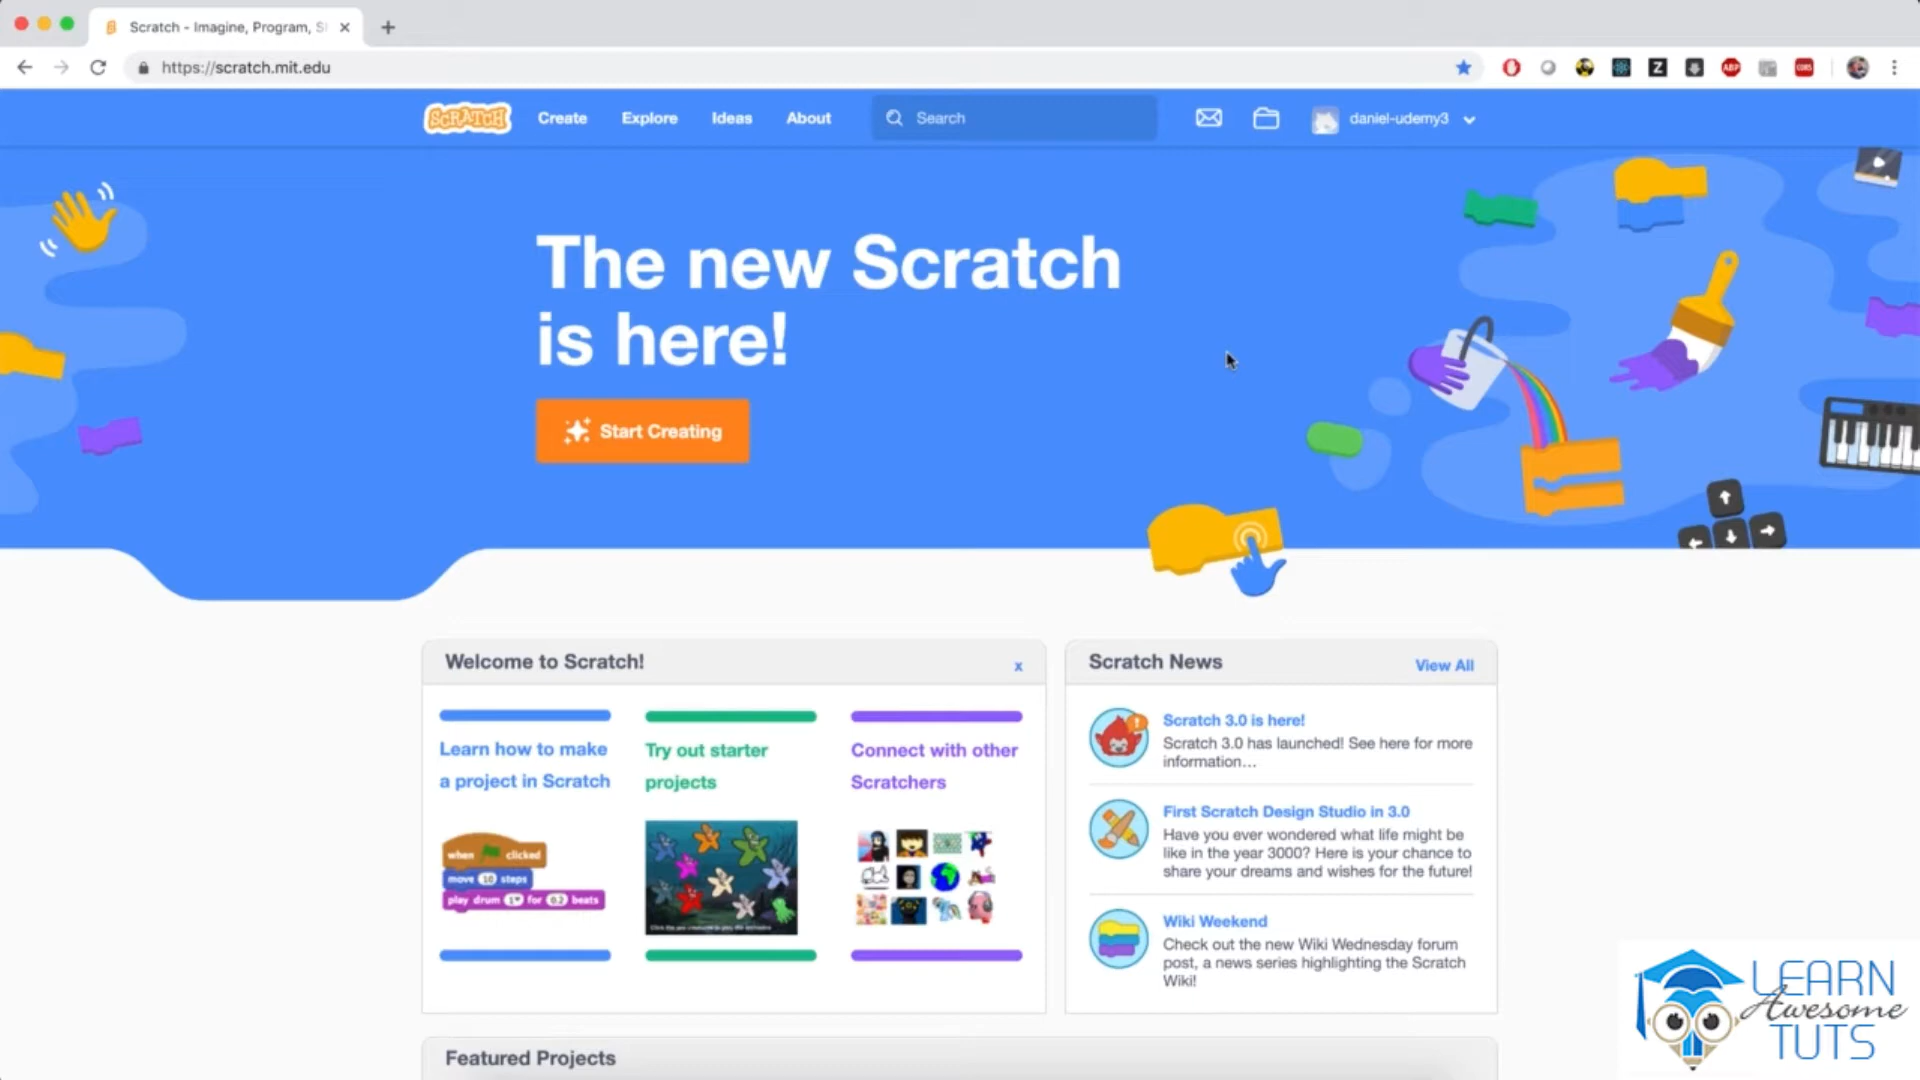 Scratch - Imagine, Program, S
https://scratch.mit.edu
ABP
CORS
SCRATCH
Create
Explore
Ideas
About
Search
daniel-udemy3
The new Scratch
is here!
Start Creating
Welcome to Scratch!
x
Learn how to make
a project in Scratch
Try out starter
projects
Connect with other
Scratchers
when clicked
move 10 steps
play drum 1 for 0.2 beats
Scratch News
View All
Scratch 3.0 is here!
Scratch 3.0 has launched! See here for more
information…
First Scratch Design Studio in 3.0
Have you ever wondered what life might be
like in the year 3000? Here is your chance to
share your dreams and wishes for the future!
Wiki Weekend
Check out the new Wiki Wednesday forum
post, a news series highlighting the Scratch
Wiki!
Featured Projects
LEARN
Awesome
TUTS